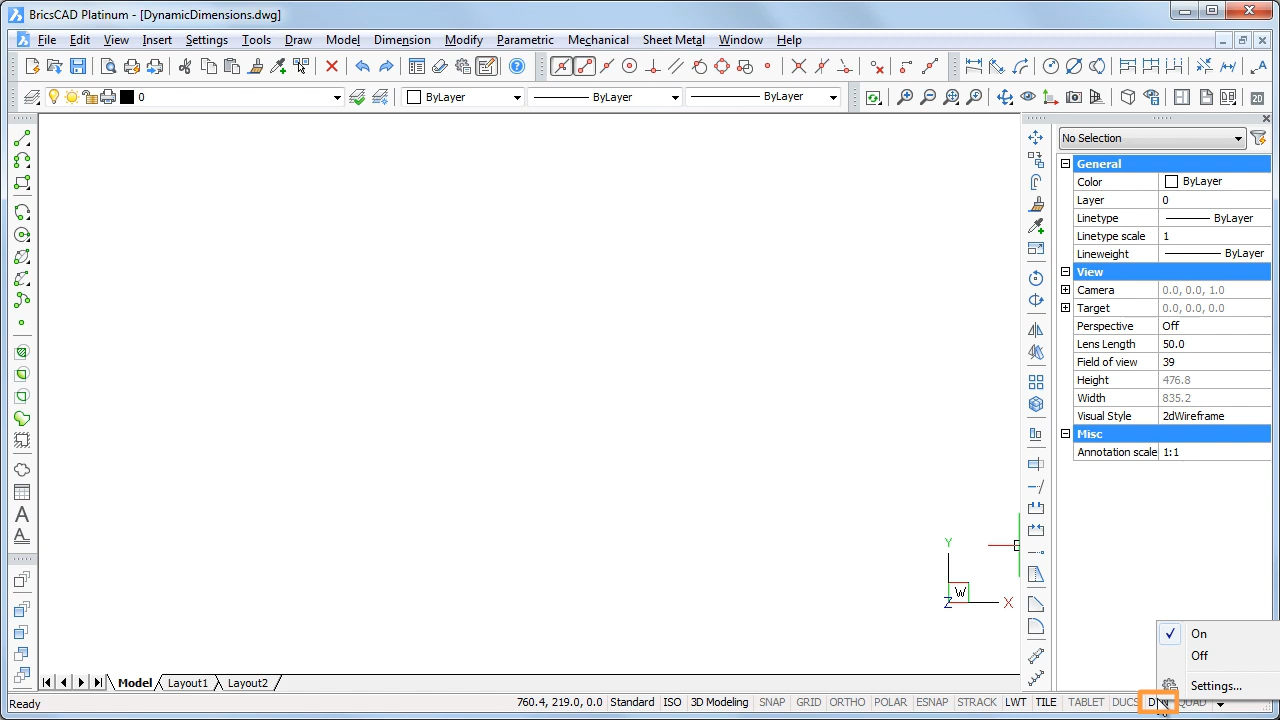 BricsCAD Platinum - [DynamicDimensions.dwg]
File Edit View Insert Settings Tools Draw Model Dimension Modify Parametric Mechanical Sheet Metal Window Help
0 ByLayer ByLayer ByLayer 2D
No Selection
General
Color ByLayer
Layer 0
Linetype ByLayer
Linetype scale 1
Lineweight ByLayer
View
Camera 0.0, 0.0, 1.0
Target 0.0, 0.0, 0.0
Perspective Off
Lens Length 50.0
Field of view 39
Height 476.8
Width 835.2
Visual Style 2dWireframe
Misc
Annotation scale 1:1
A
A
Y
W
Z X
On
Off
Settings...
Model Layout1 Layout2
Ready 760.4, 219.0, 0.0 Standard ISO 3D Modeling SNAP GRID ORTHO POLAR ESNAP STRACK LWT TILE TABLET DUCS QUAD